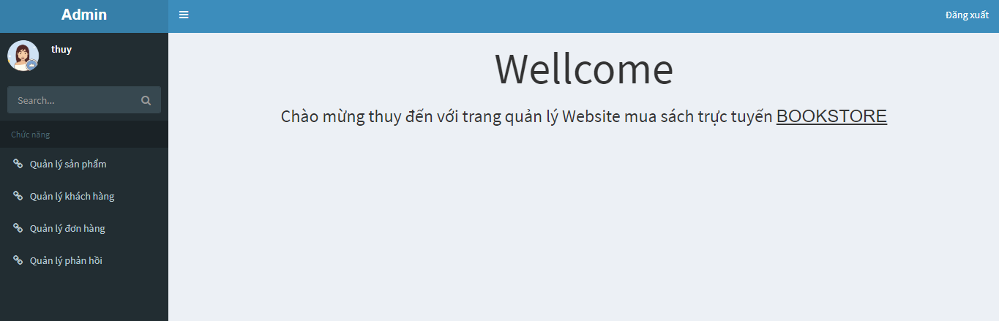 Admin
Đăng xuất
thuy
Search...
Chức năng
Quản lý sản phẩm
Quản lý khách hàng
Quản lý đơn hàng
Quản lý phản hồi
Wellcome
Chào mừng thuy đến với trang quản lý Website mua sách trực tuyến BOOKSTORE